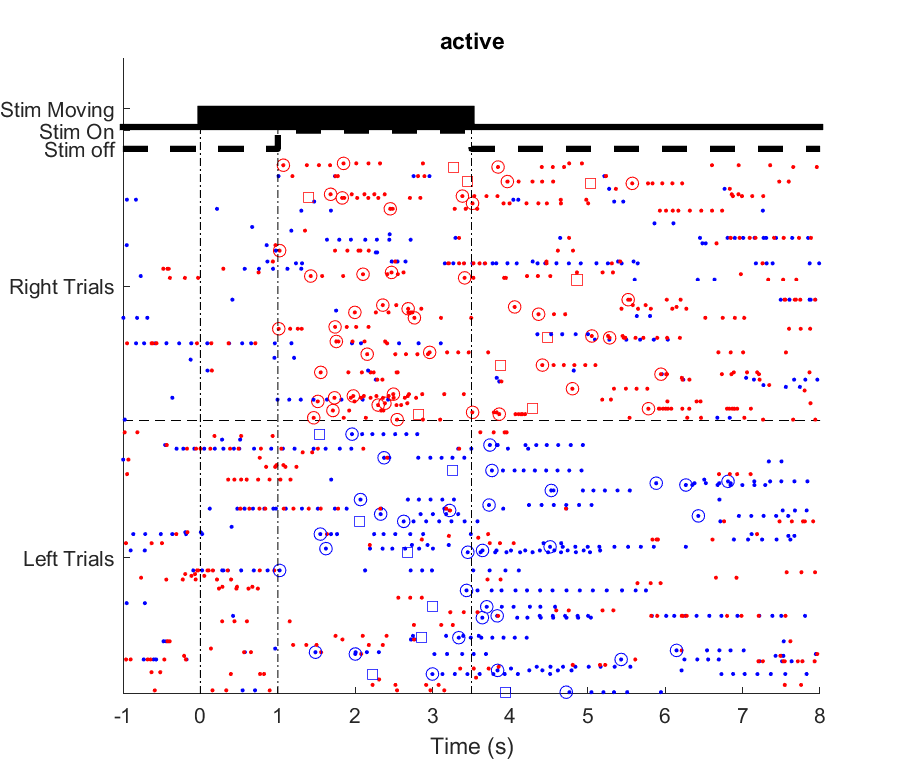 active
Stim Moving
Stim On
Stim off
Right Trials
Left Trials
-1 0 1 2 3 4 5 6 7 8
Time (s)